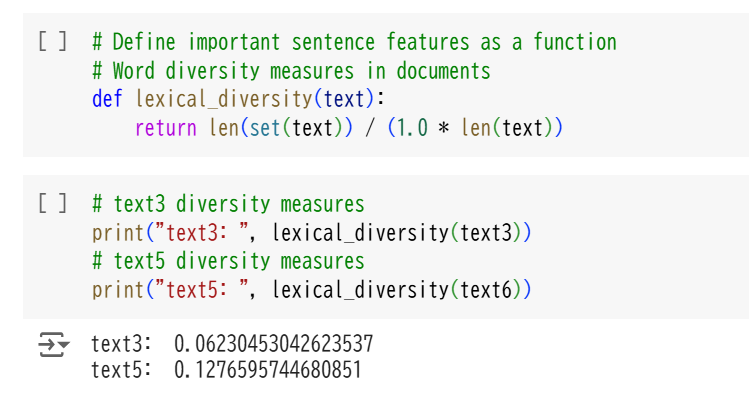 [ ] # Define important sentence features as a function
# Word diversity measures in documents
def lexical_diversity(text):
    return len(set(text)) / (1.0 * len(text))
[ ] # text3 diversity measures
print("text3: ", lexical_diversity(text3))
# text5 diversity measures
print("text5: ", lexical_diversity(text6))
text3:  0.06230453042623537
text5:  0.1276595744680851